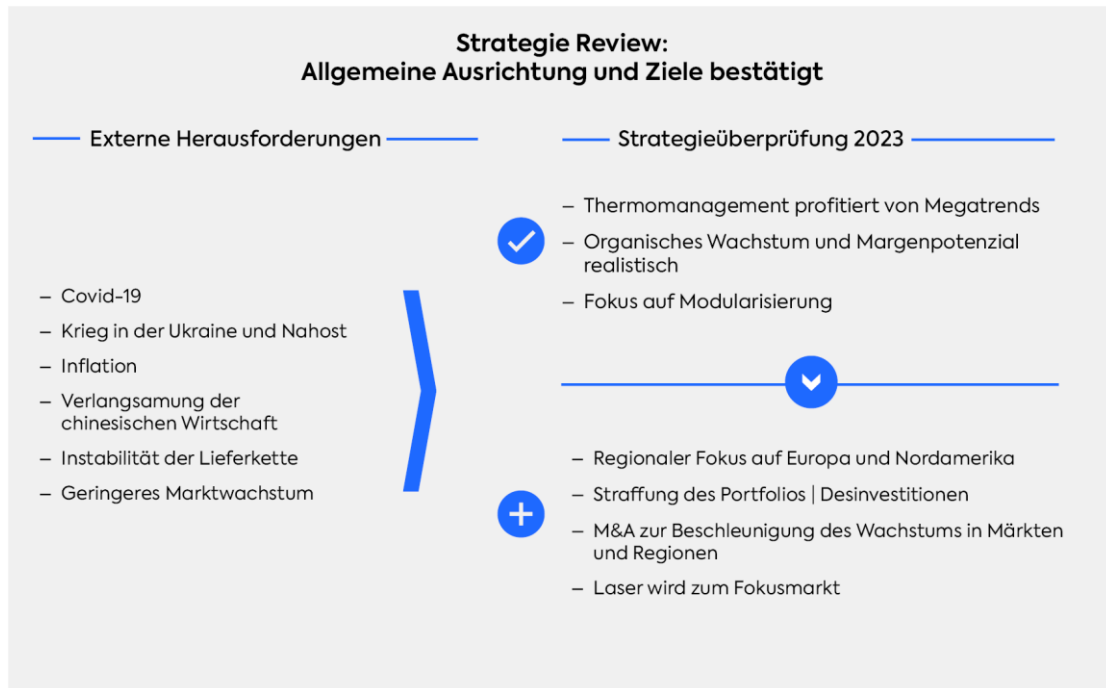 Strategie Review:
Allgemeine Ausrichtung und Ziele bestätigt
Externe Herausforderungen
– Covid-19
– Krieg in der Ukraine und Nahost
– Inflation
– Verlangsamung der
chinesischen Wirtschaft
– Instabilität der Lieferkette
– Geringeres Marktwachstum
Strategieüberprüfung 2023
– Thermomanagement profitiert von Megatrends
– Organisches Wachstum und Margenpotenzial
realistisch
– Fokus auf Modularisierung
– Regionaler Fokus auf Europa und Nordamerika
– Straffung des Portfolios | Desinvestitionen
– M&A zur Beschleunigung des Wachstums in Märkten
und Regionen
– Laser wird zum Fokusmarkt